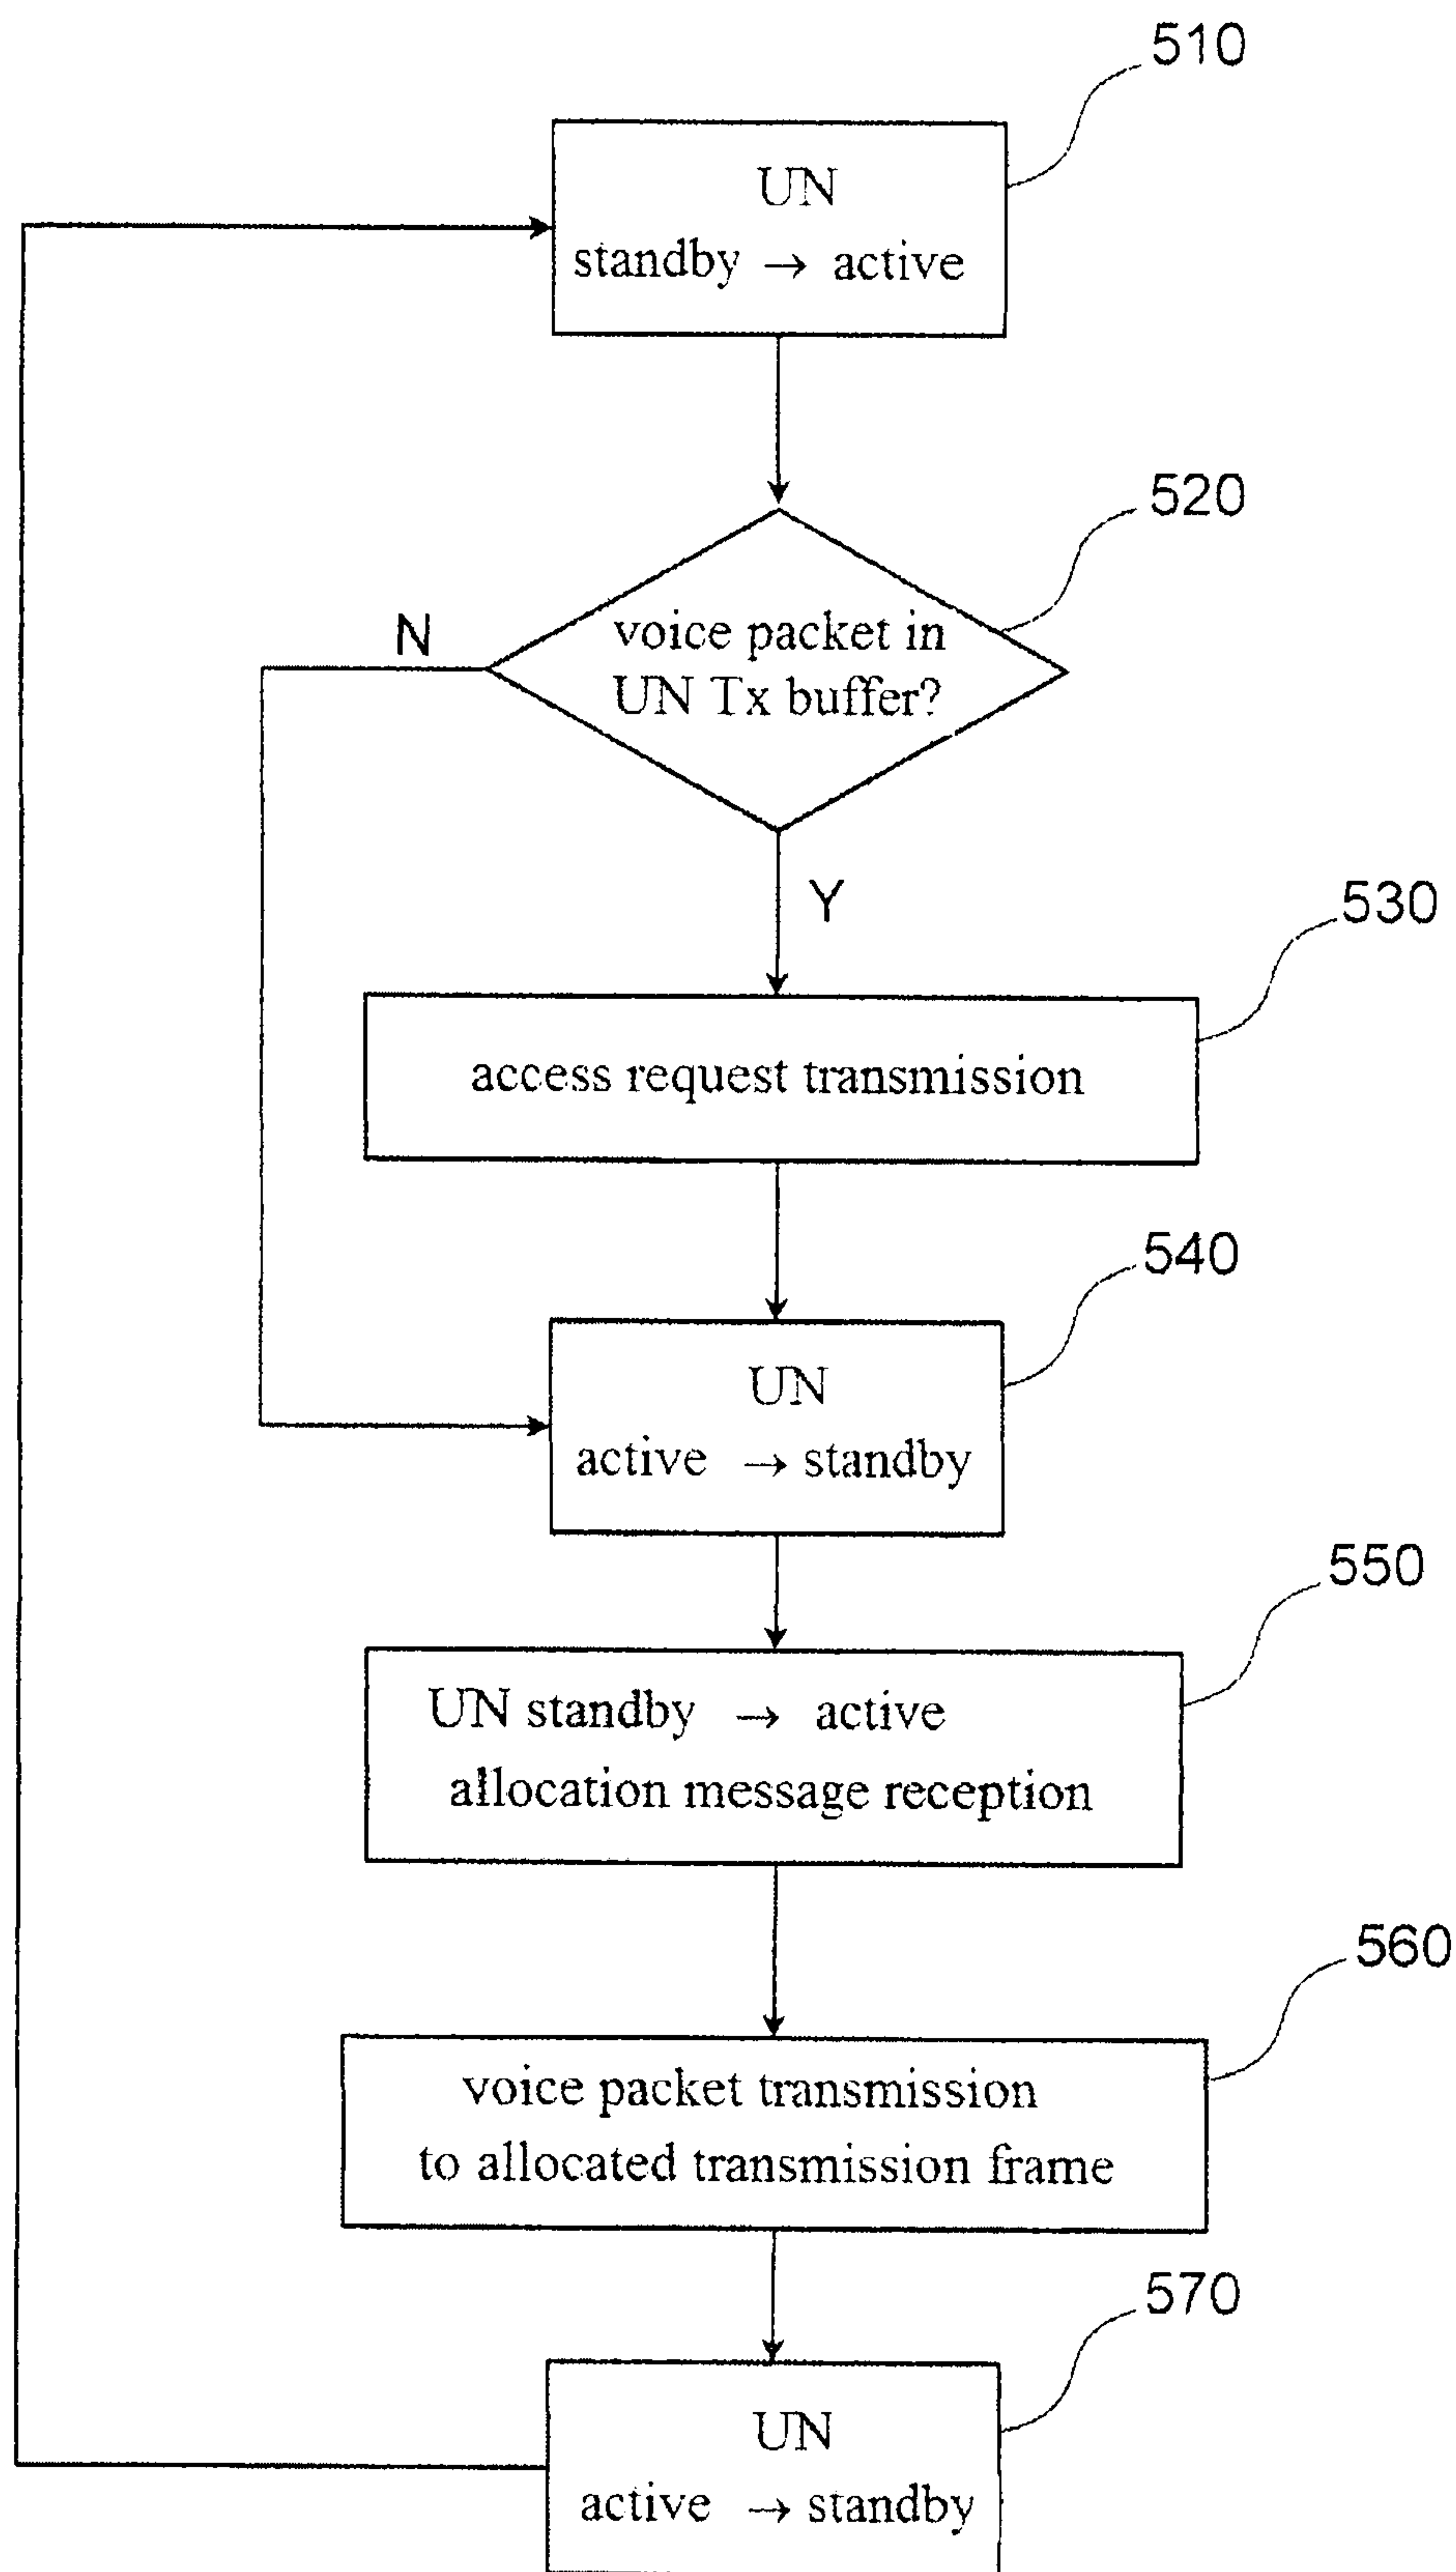 510
UN
standby → active
520
voice packet in
UN Tx buffer?
N
Y
530
access request transmission
540
UN
active → standby
550
UN standby → active
allocation message reception
560
voice packet transmission
to allocated transmission frame
570
UN
active → standby